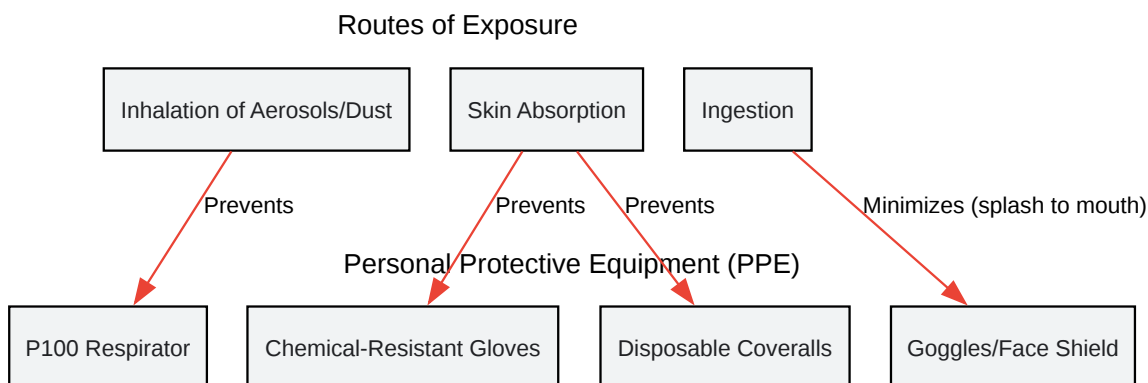 Routes of Exposure
Inhalation of Aerosols/Dust
Skin Absorption
Ingestion
Prevents
Prevents
Prevents
Minimizes (splash to mouth)
Personal Protective Equipment (PPE)
P100 Respirator
Chemical-Resistant Gloves
Disposable Coveralls
Goggles/Face Shield